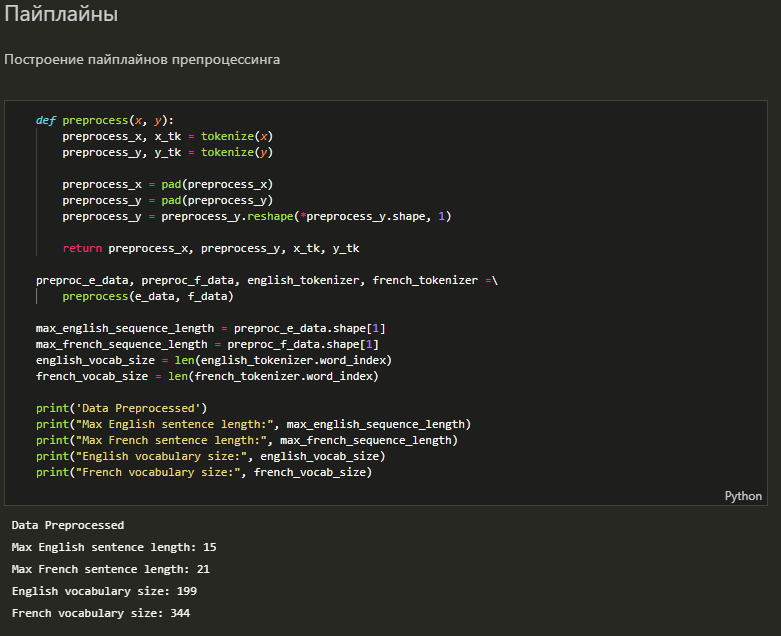 Пайплайны
Построение пайплайнов препроцессинга
def preprocess(x, y):
    preprocess_x, x_tk = tokenize(x)
    preprocess_y, y_tk = tokenize(y)

    preprocess_x = pad(preprocess_x)
    preprocess_y = pad(preprocess_y)
    preprocess_y = preprocess_y.reshape(*preprocess_y.shape, 1)

    return preprocess_x, preprocess_y, x_tk, y_tk

preproc_e_data, preproc_f_data, english_tokenizer, french_tokenizer =\
    preprocess(e_data, f_data)

max_english_sequence_length = preproc_e_data.shape[1]
max_french_sequence_length = preproc_f_data.shape[1]
english_vocab_size = len(english_tokenizer.word_index)
french_vocab_size = len(french_tokenizer.word_index)

print('Data Preprocessed')
print("Max English sentence length:", max_english_sequence_length)
print("Max French sentence length:", max_french_sequence_length)
print("English vocabulary size:", english_vocab_size)
print("French vocabulary size:", french_vocab_size)
Python
Data Preprocessed
Max English sentence length: 15
Max French sentence length: 21
English vocabulary size: 199
French vocabulary size: 344